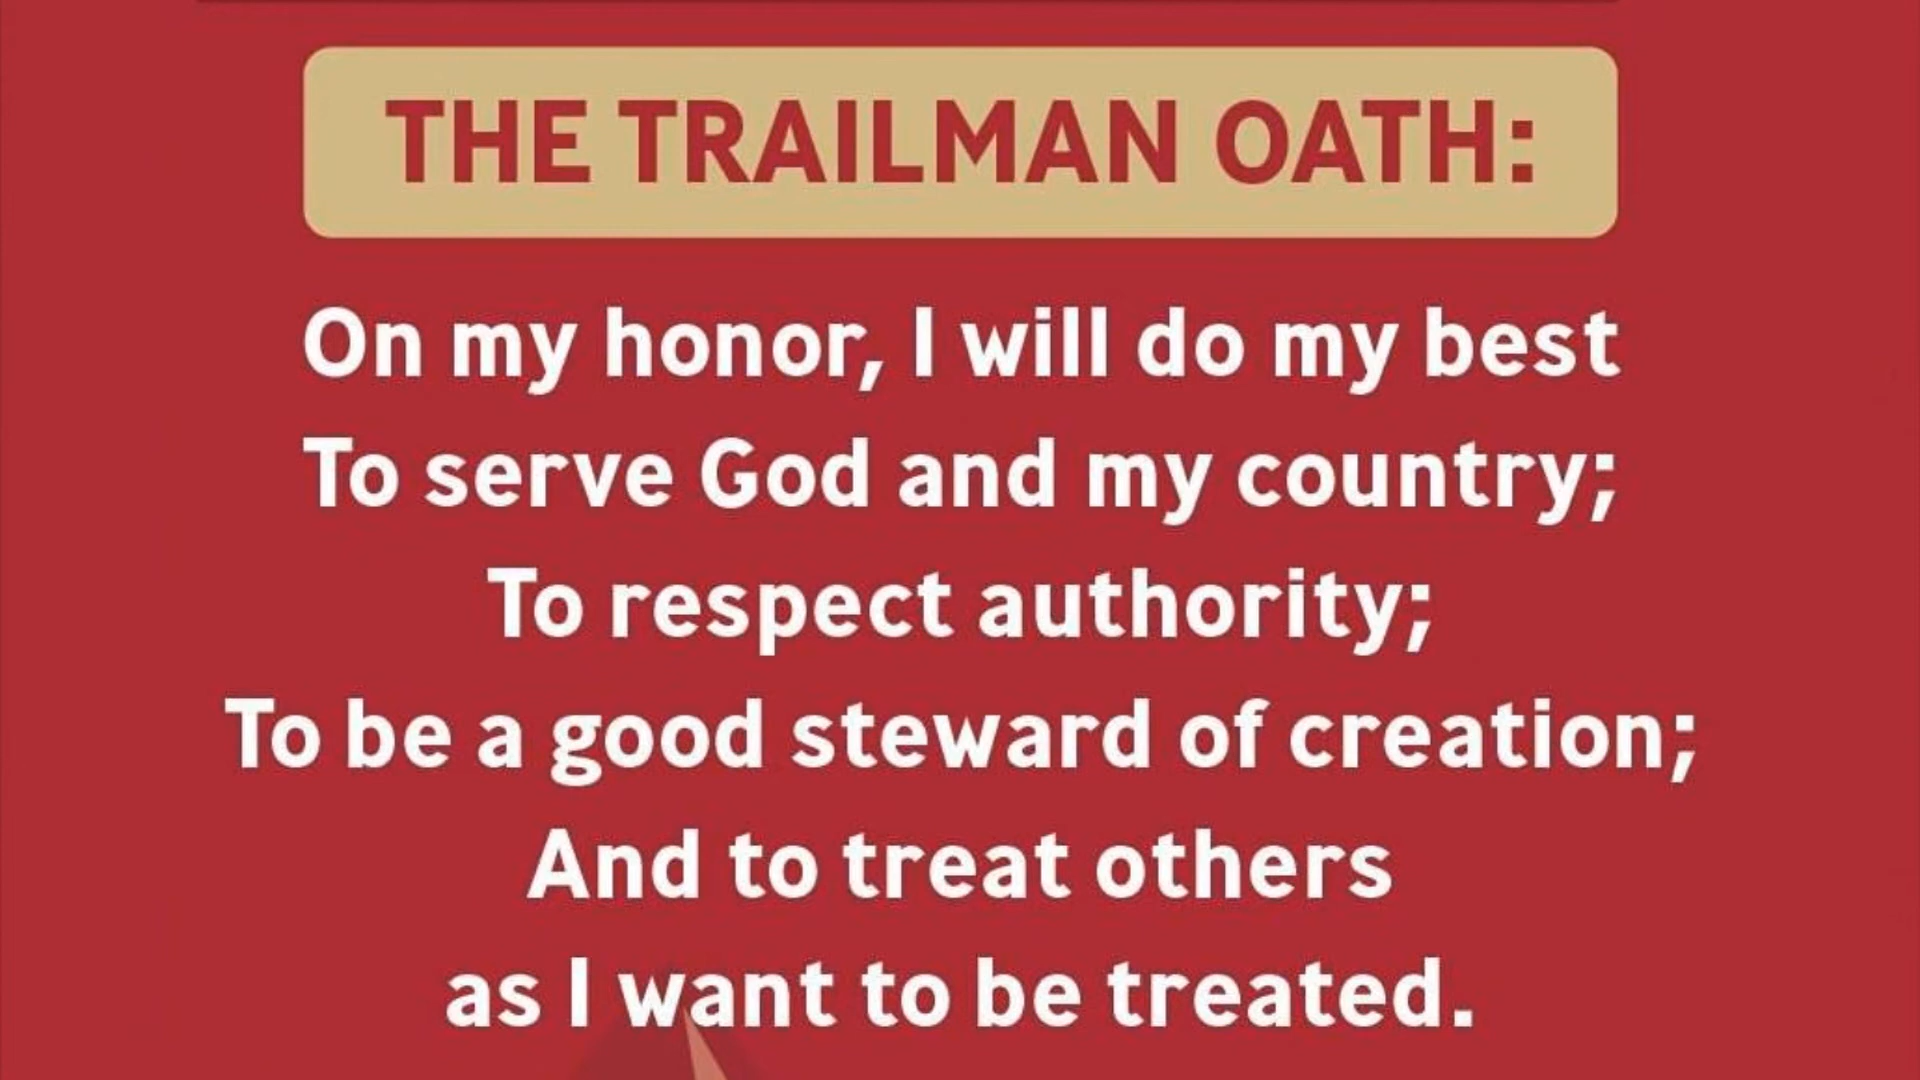 THE TRAILMAN OATH:
On my honor, I will do my best
To serve God and my country;
To respect authority;
To be a good steward of creation;
And to treat others
as I want to be treated.